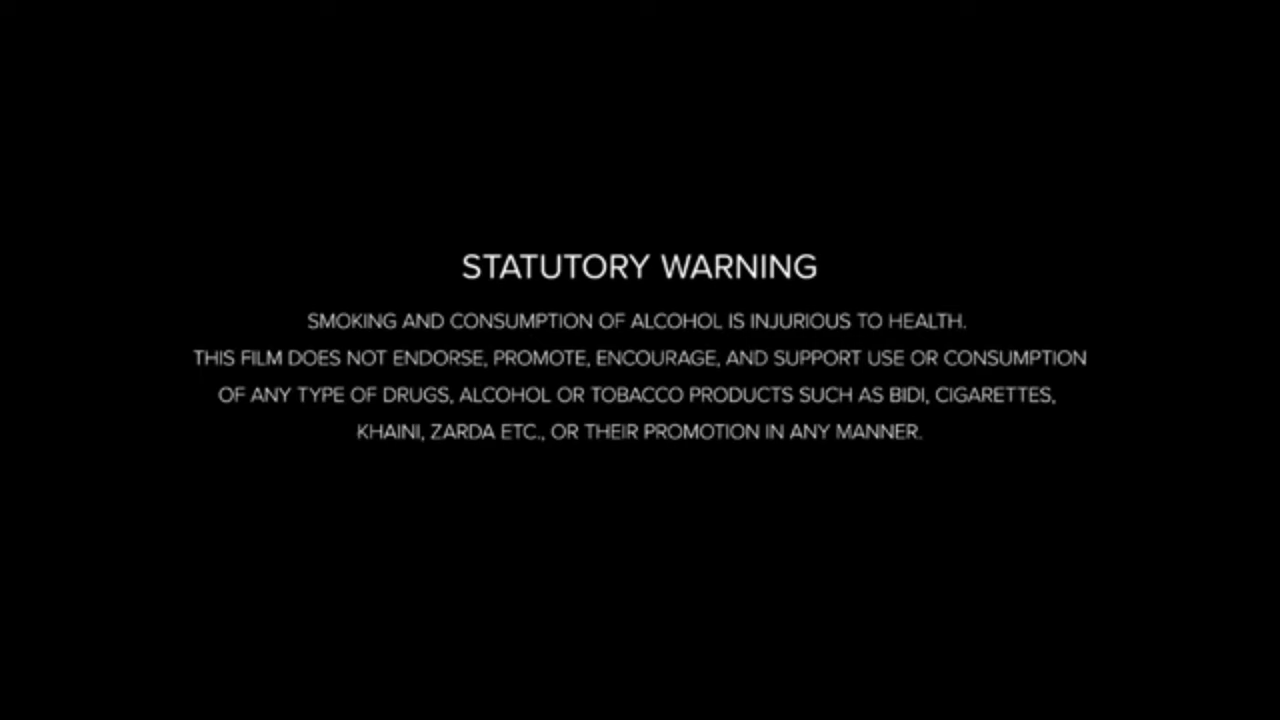 STATUTORY WARNING
SMOKING AND CONSUMPTION OF ALCOHOL IS INJURIOUS TO HEALTH.
THIS FILM DOES NOT ENDORSE, PROMOTE, ENCOURAGE, AND SUPPORT USE OR CONSUMPTION
OF ANY TYPE OF DRUGS, ALCOHOL OR TOBACCO PRODUCTS SUCH AS BIDI, CIGARETTES,
KHAINI, ZARDA ETC., OR THEIR PROMOTION IN ANY MANNER.